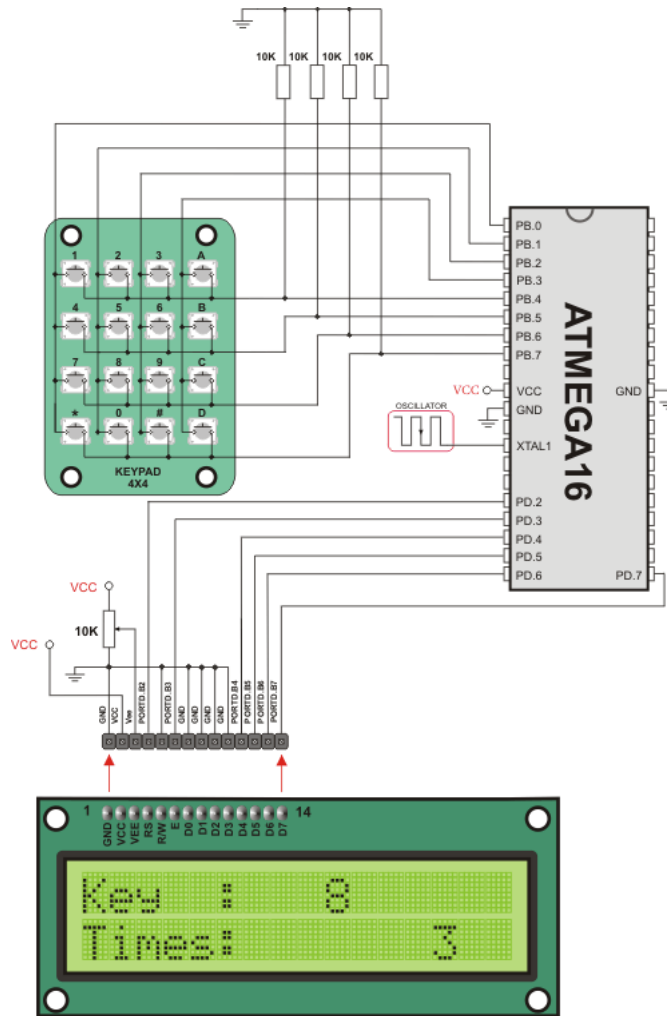 10K 10K 10K 10K
PB.0
PB.1
PB.2
PB.3
PB.4
PB.5
PB.6
PB.7
VCC VCC
GND
XTAL1
PD.2
PD.3
PD.4
PD.5
PD.6
GND
PD.7
ATMEGA16
OSCILLATOR
1 2 3 A
4 5 6 B
7 8 9 C
* 0 # D
KEYPAD
4X4
VCC
10K
VCC
GND
VCC
Vee
PORTD.B2
PORTD.B3
GND
GND
GND
GND
PORTD.B4
PORTD.B5
PORTD.B6
PORTD.B7
1 14
GND
VCC
VEE
RS
R/W
E
D0
D1
D2
D3
D4
D5
D6
D7
Key : 8
Times: 3